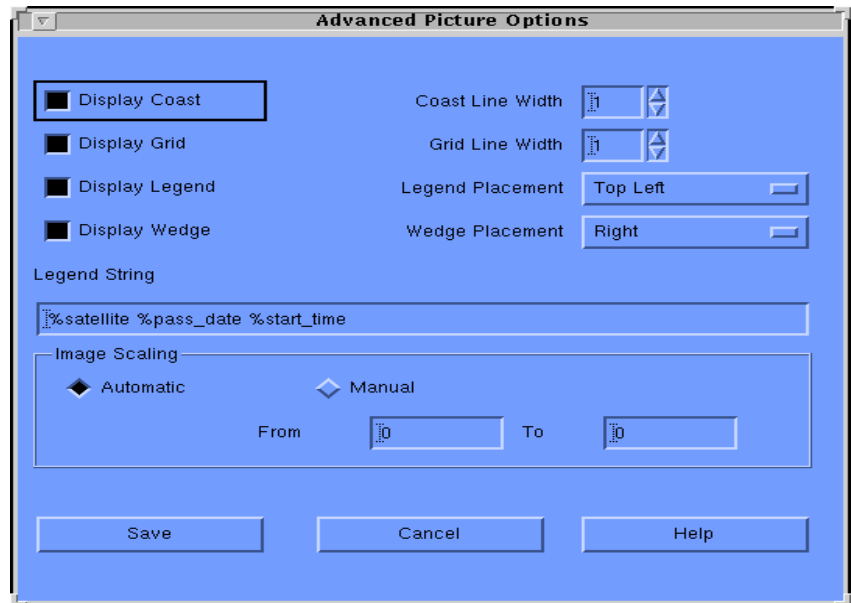 Advanced Picture Options
Display Coast Coast Line Width 1
Display Grid Grid Line Width 1
Display Legend Legend Placement Top Left
Display Wedge Wedge Placement Right
Legend String
%satellite %pass_date %start_time
Image Scaling
Automatic Manual
From 0 To 0
Save Cancel Help